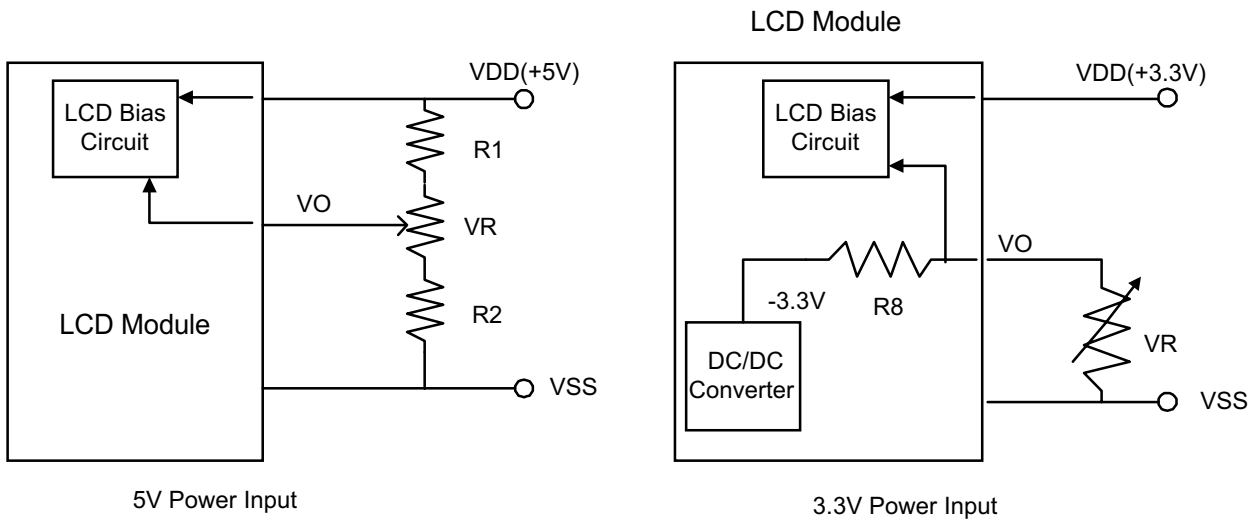 VDD(+5V)
LCD Bias
Circuit
R1
VO
VR
LCD Module
R2
VSS
5V Power Input
LCD Module
VDD(+3.3V)
LCD Bias
Circuit
VO
-3.3V
R8
DC/DC
Converter
VR
VSS
3.3V Power Input